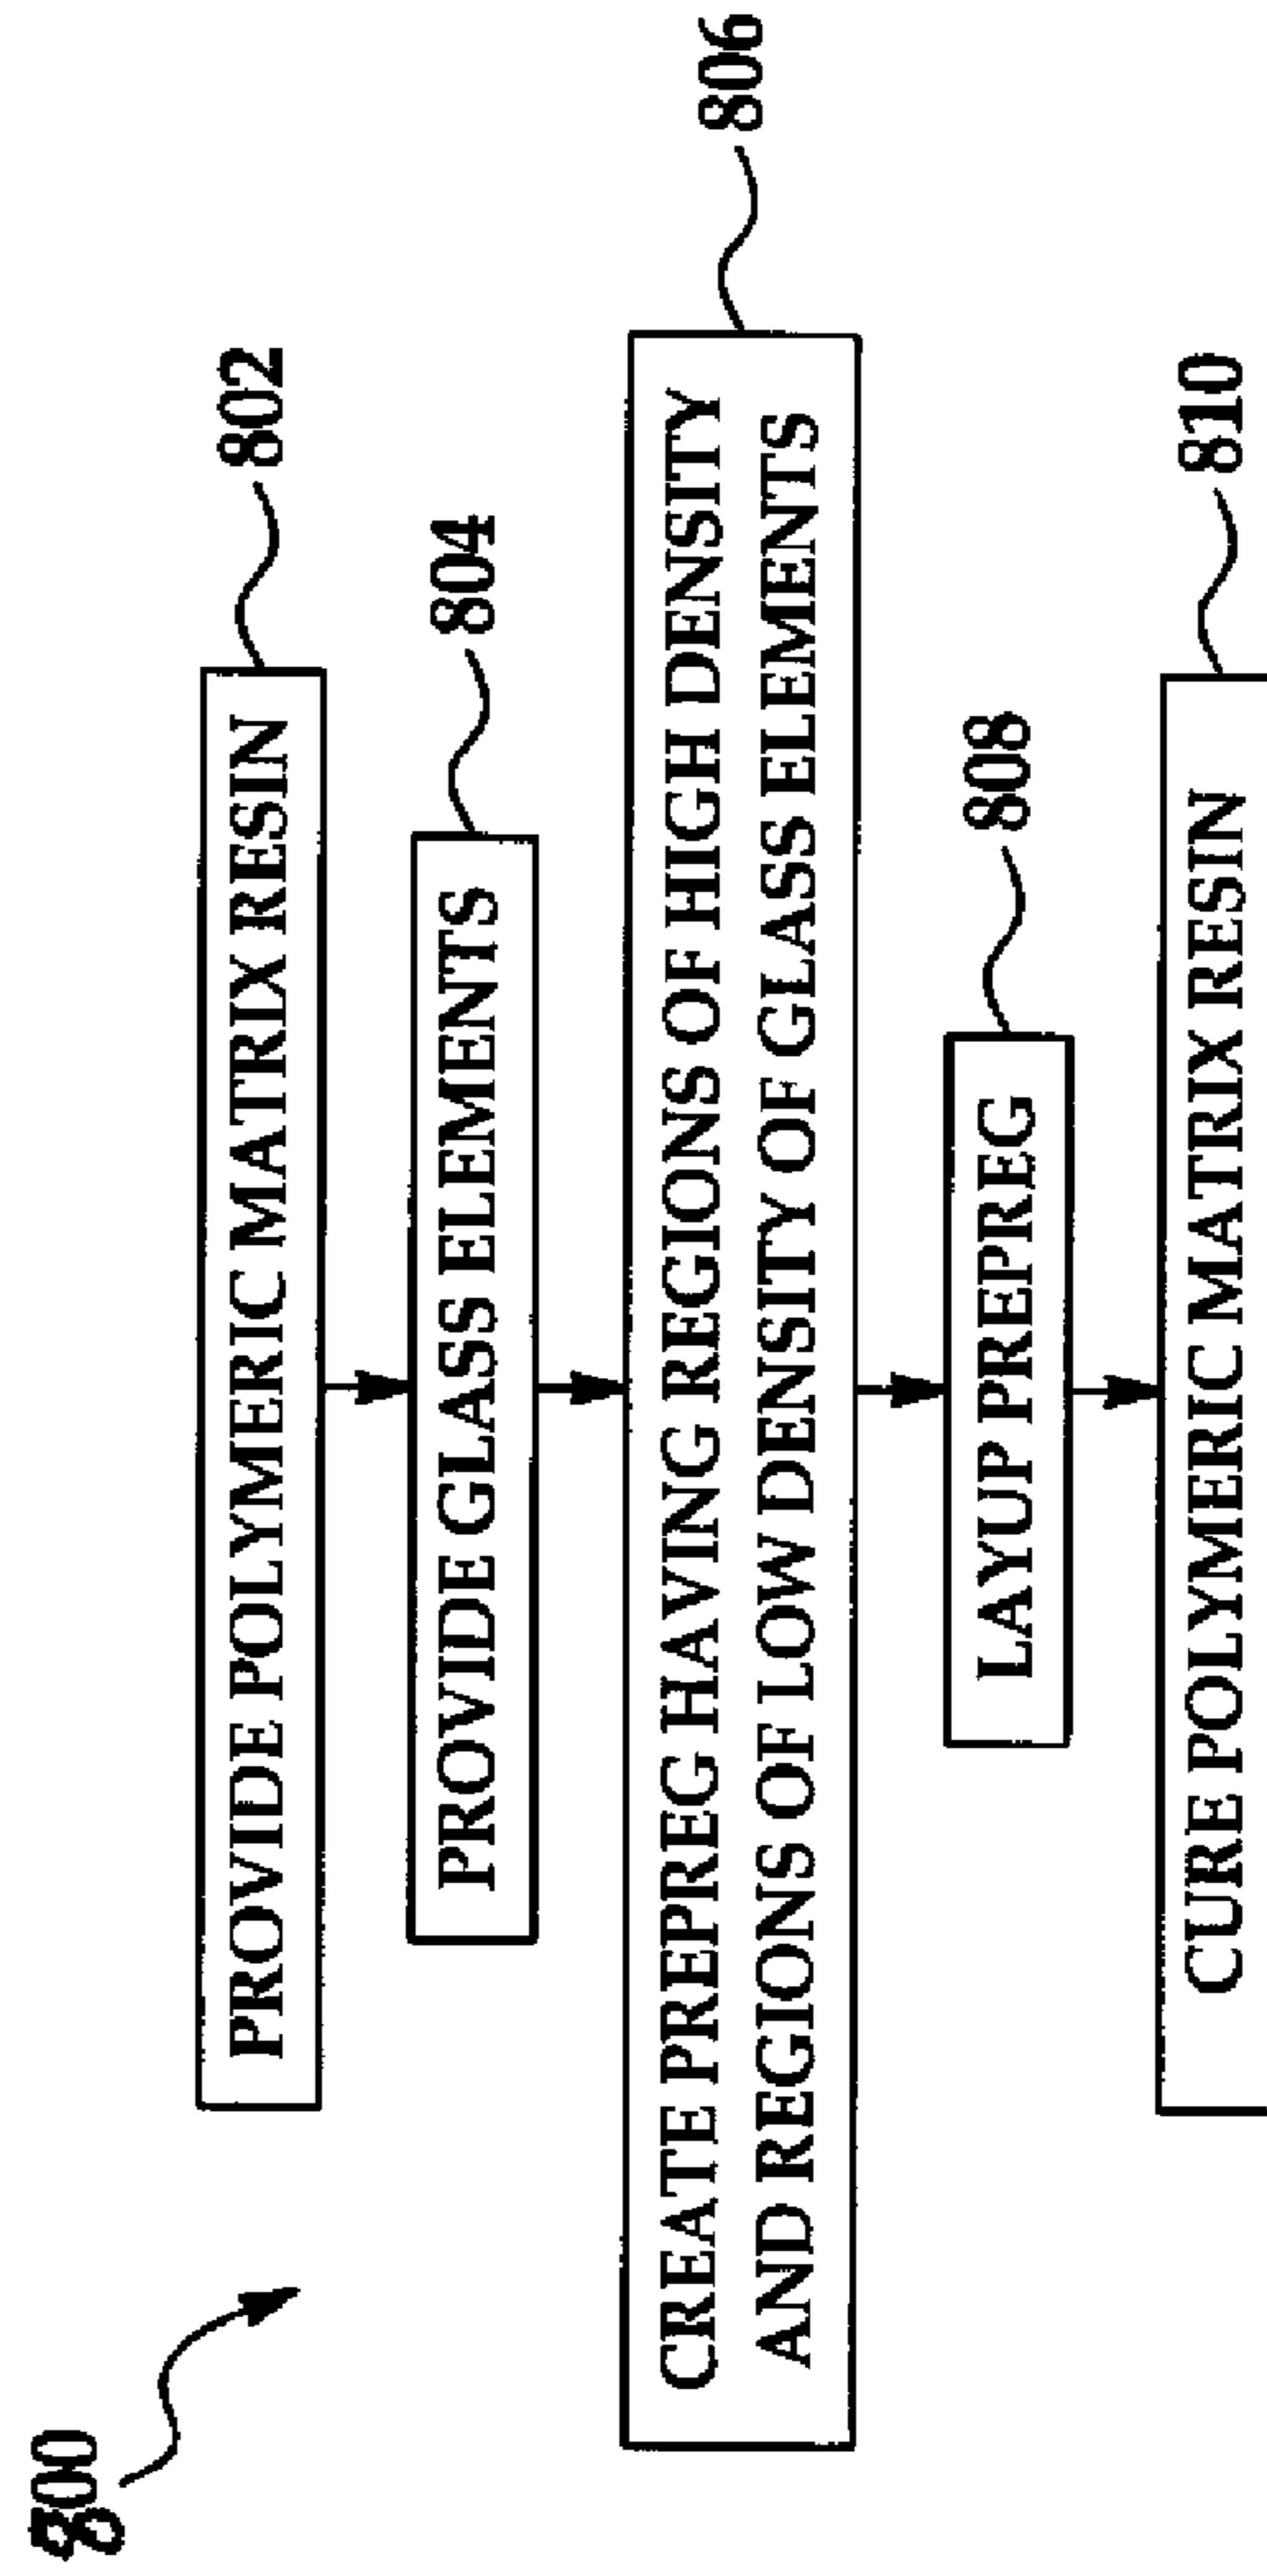 800
PROVIDE POLYMERIC MATRIX RESIN
802
PROVIDE GLASS ELEMENTS
804
CREATE PREPREG HAVING REGIONS OF HIGH DENSITY
AND REGIONS OF LOW DENSITY OF GLASS ELEMENTS
806
LAYUP PREPREG
808
CURE POLYMERIC MATRIX RESIN
810